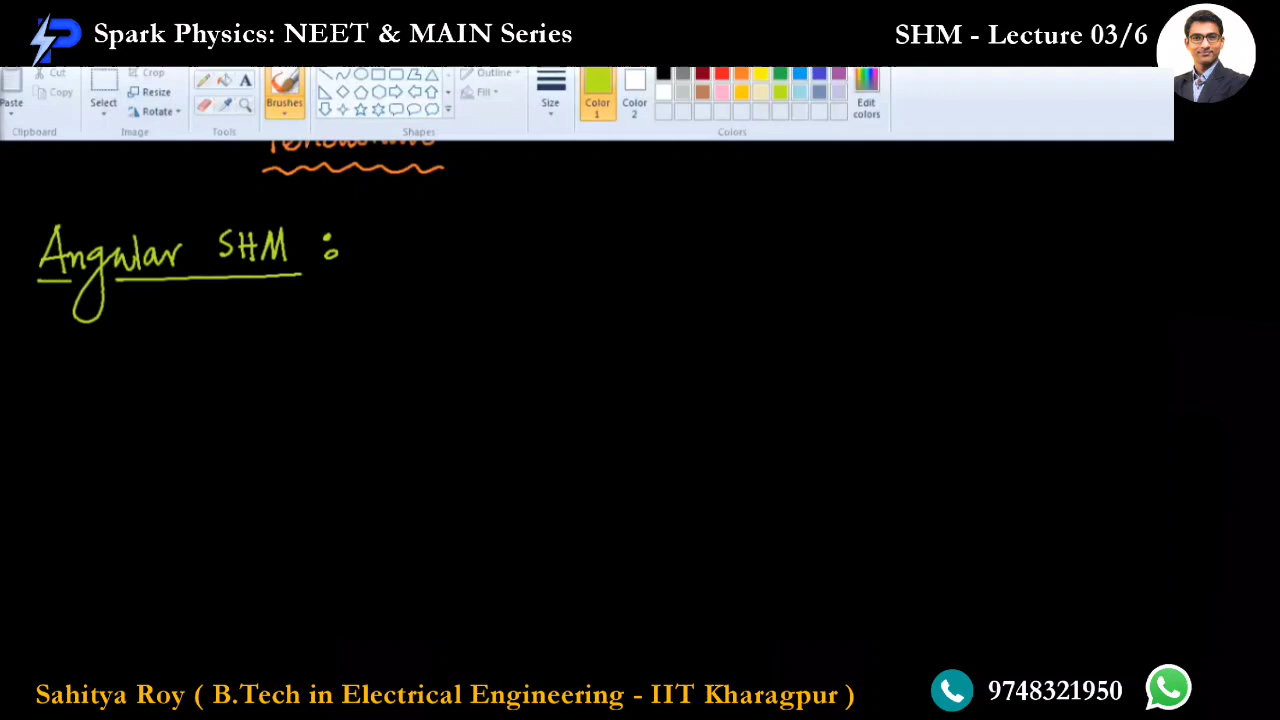 Spark Physics: NEET & MAIN Series
SHM - Lecture 03/6
Paste
Cut
Copy
Clipboard
Select
Crop
Resize
Rotate
Image
A
Tools
Brushes
Shapes
Outline
Fill
Size
Color 1
Color 2
Edit colors
Colors
Angular SHM :
Sahitya Roy ( B.Tech in Electrical Engineering - IIT Kharagpur )
9748321950